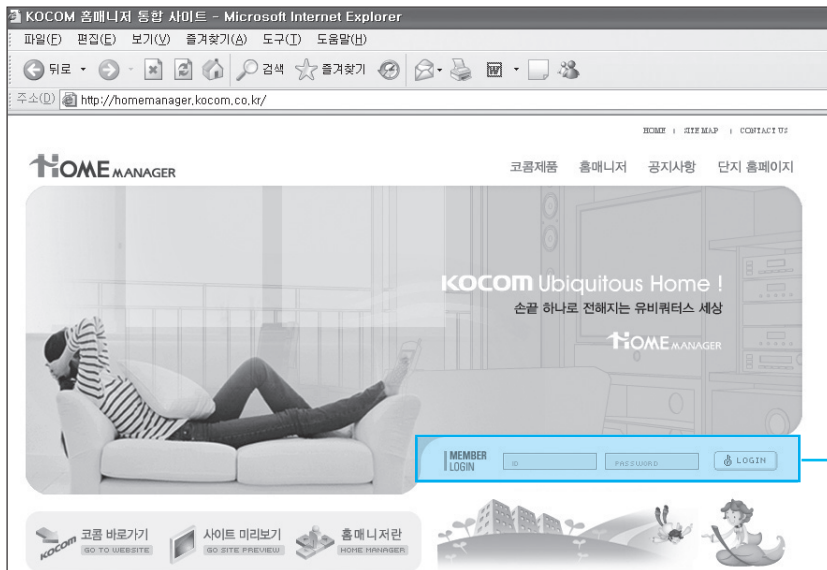 KOCOM 홈매니저 통합 사이트 - Microsoft Internet Explorer
파일(F) 편집(E) 보기(V) 즐겨찾기(A) 도구(T) 도움말(H)
뒤로 검색 즐겨찾기
주소(D) http://homemanager.kocom.co.kr/
HOME | SITE MAP | CONTACT US
HOME MANAGER 코콤제품 홈매니저 공지사항 단지 홈페이지
KOCOM Ubiquitous Home !
손끝 하나로 전해지는 유비쿼터스 세상
HOME MANAGER
MEMBER
LOGIN ID PASSWORD LOGIN
KOCOM 코콤 바로가기 사이트 미리보기 홈매니저란
GO TO WEBSITE GO SITE PREVIEW HOME MANAGER